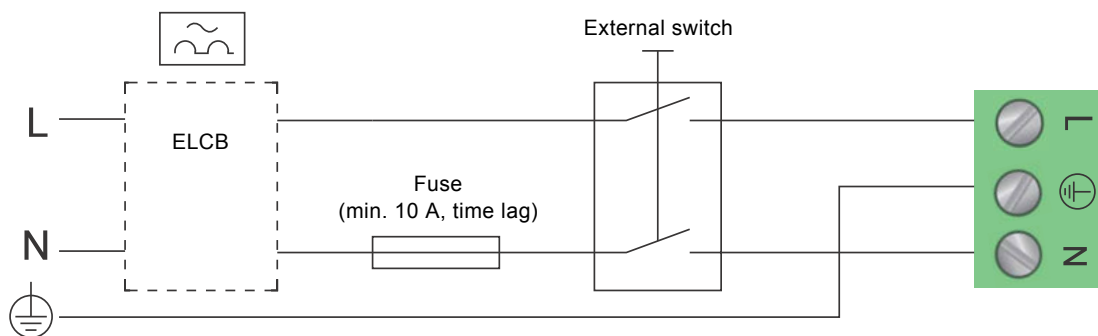 External switch
L
ELCB
L
Fuse
(min. 10 A, time lag)
N
N